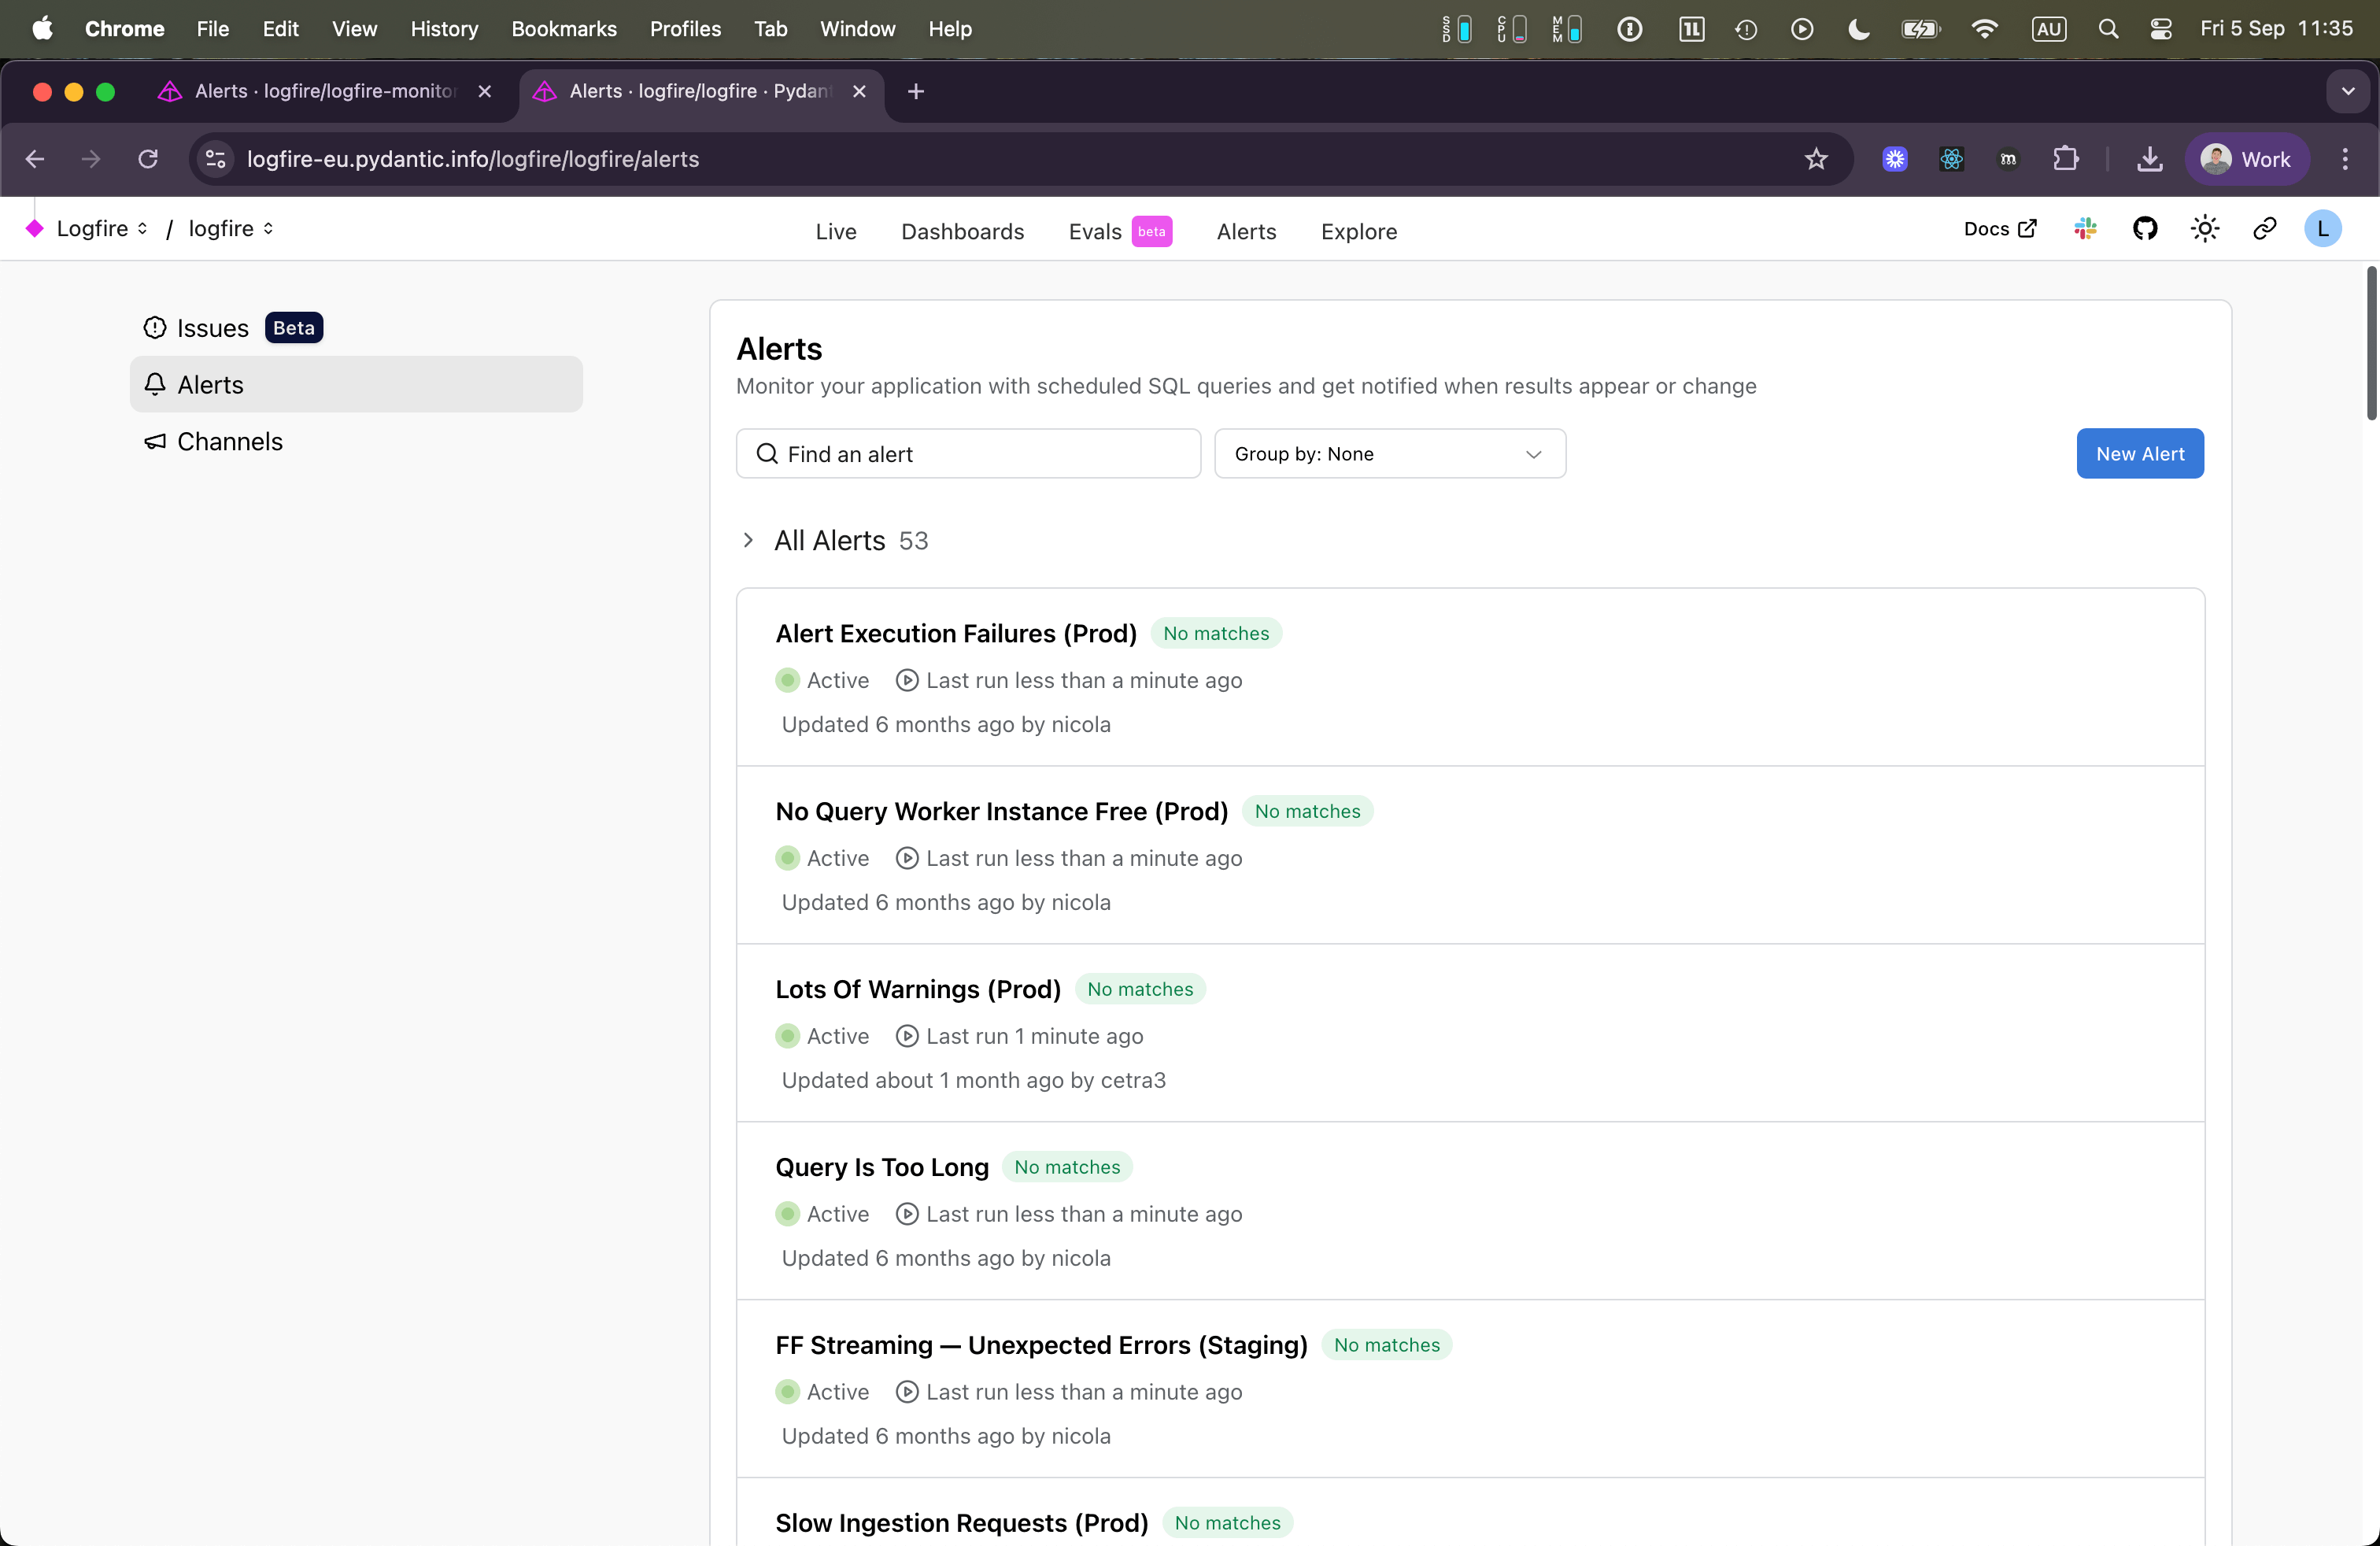 Chrome File Edit View History Bookmarks Profiles Tab Window Help SSD CPU MEM AU Fri 5 Sep 11:35
Alerts · logfire/logfire-monitor Alerts · logfire/logfire · Pydan
logfire-eu.pydantic.info/logfire/logfire/alerts Work
Logfire / logfire Live Dashboards Evals beta Alerts Explore Docs L
Issues Beta
Alerts
Channels
Alerts
Monitor your application with scheduled SQL queries and get notified when results appear or change
Find an alert Group by: None New Alert
All Alerts 53
Alert Execution Failures (Prod) No matches
Active Last run less than a minute ago
Updated 6 months ago by nicola
No Query Worker Instance Free (Prod) No matches
Active Last run less than a minute ago
Updated 6 months ago by nicola
Lots Of Warnings (Prod) No matches
Active Last run 1 minute ago
Updated about 1 month ago by cetra3
Query Is Too Long No matches
Active Last run less than a minute ago
Updated 6 months ago by nicola
FF Streaming — Unexpected Errors (Staging) No matches
Active Last run less than a minute ago
Updated 6 months ago by nicola
Slow Ingestion Requests (Prod) No matches